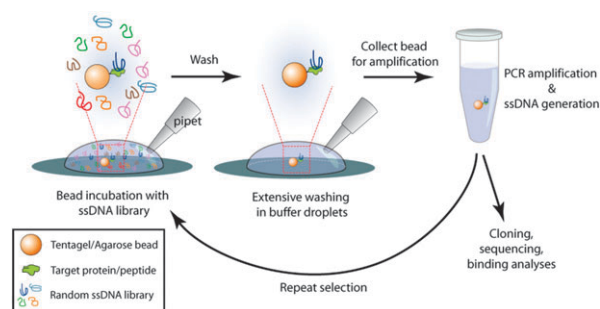 Wash
Collect bead
for amplification
PCR amplification
&
ssDNA generation
pipet
Bead incubation with
ssDNA library
Extensive washing
in buffer droplets
Cloning,
sequencing,
binding analyses
Repeat selection
Tentagel/Agarose bead
Target protein/peptide
Random ssDNA library